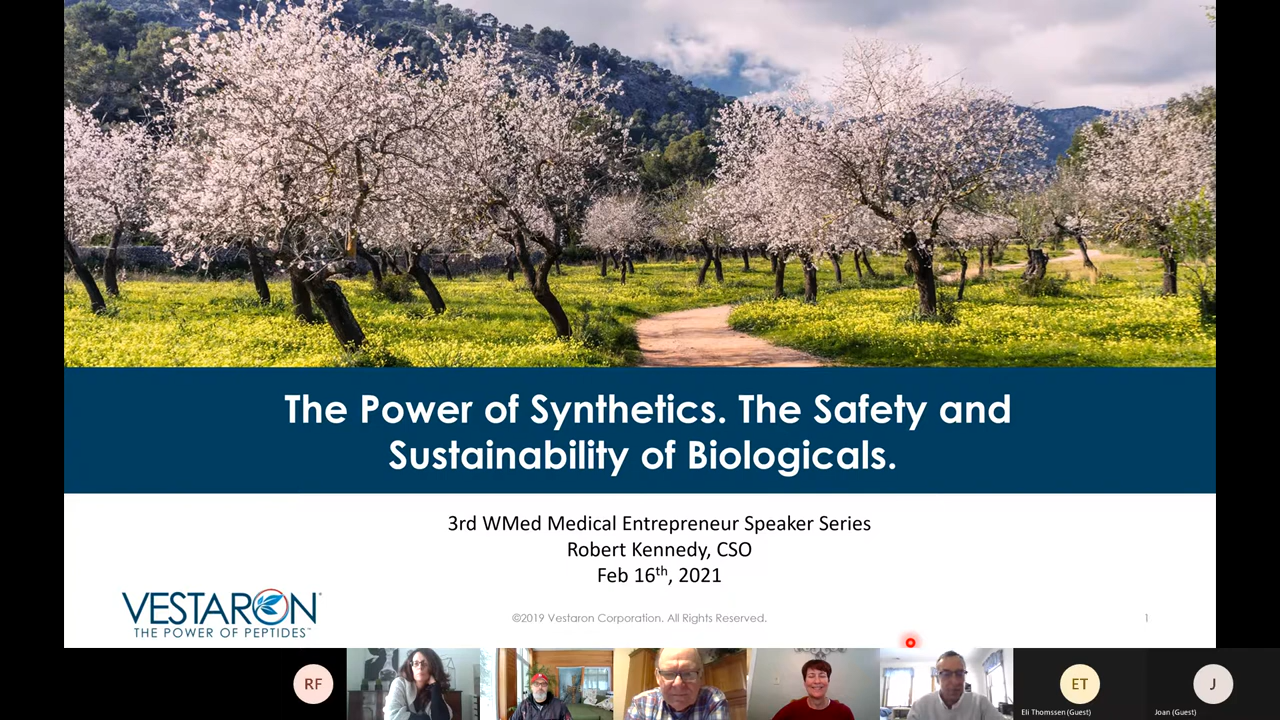 The Power of Synthetics. The Safety and
Sustainability of Biologicals.
3rd WMed Medical Entrepreneur Speaker Series
Robert Kennedy, CSO
Feb 16th, 2021
VESTARON®
THE POWER OF PEPTIDES™
©2019 Vestaron Corporation. All Rights Reserved.
1
RF
ET
J
Eli Thomssen (Guest)
Joan (Guest)